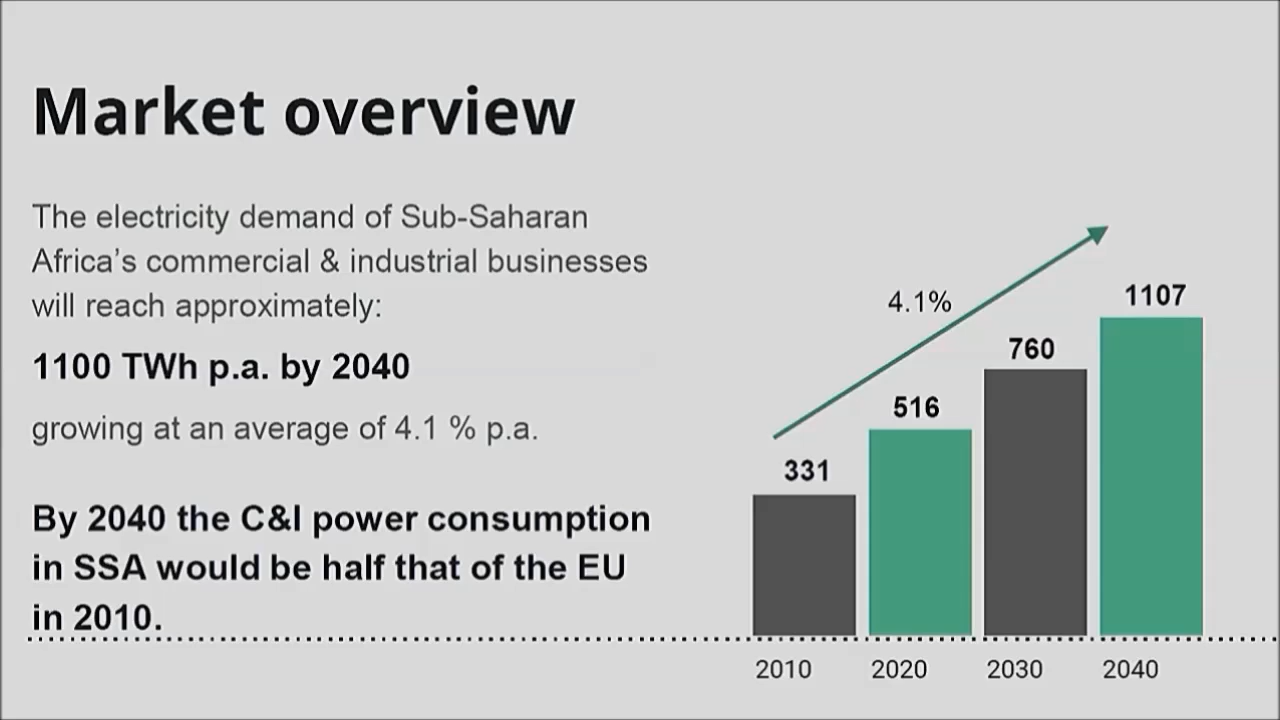 Market overview
The electricity demand of Sub-Saharan
Africa's commercial & industrial businesses
will reach approximately:
1100 TWh p.a. by 2040
growing at an average of 4.1 % p.a.
By 2040 the C&I power consumption
in SSA would be half that of the EU
in 2010.
4.1%
331
516
760
1107
2010
2020
2030
2040